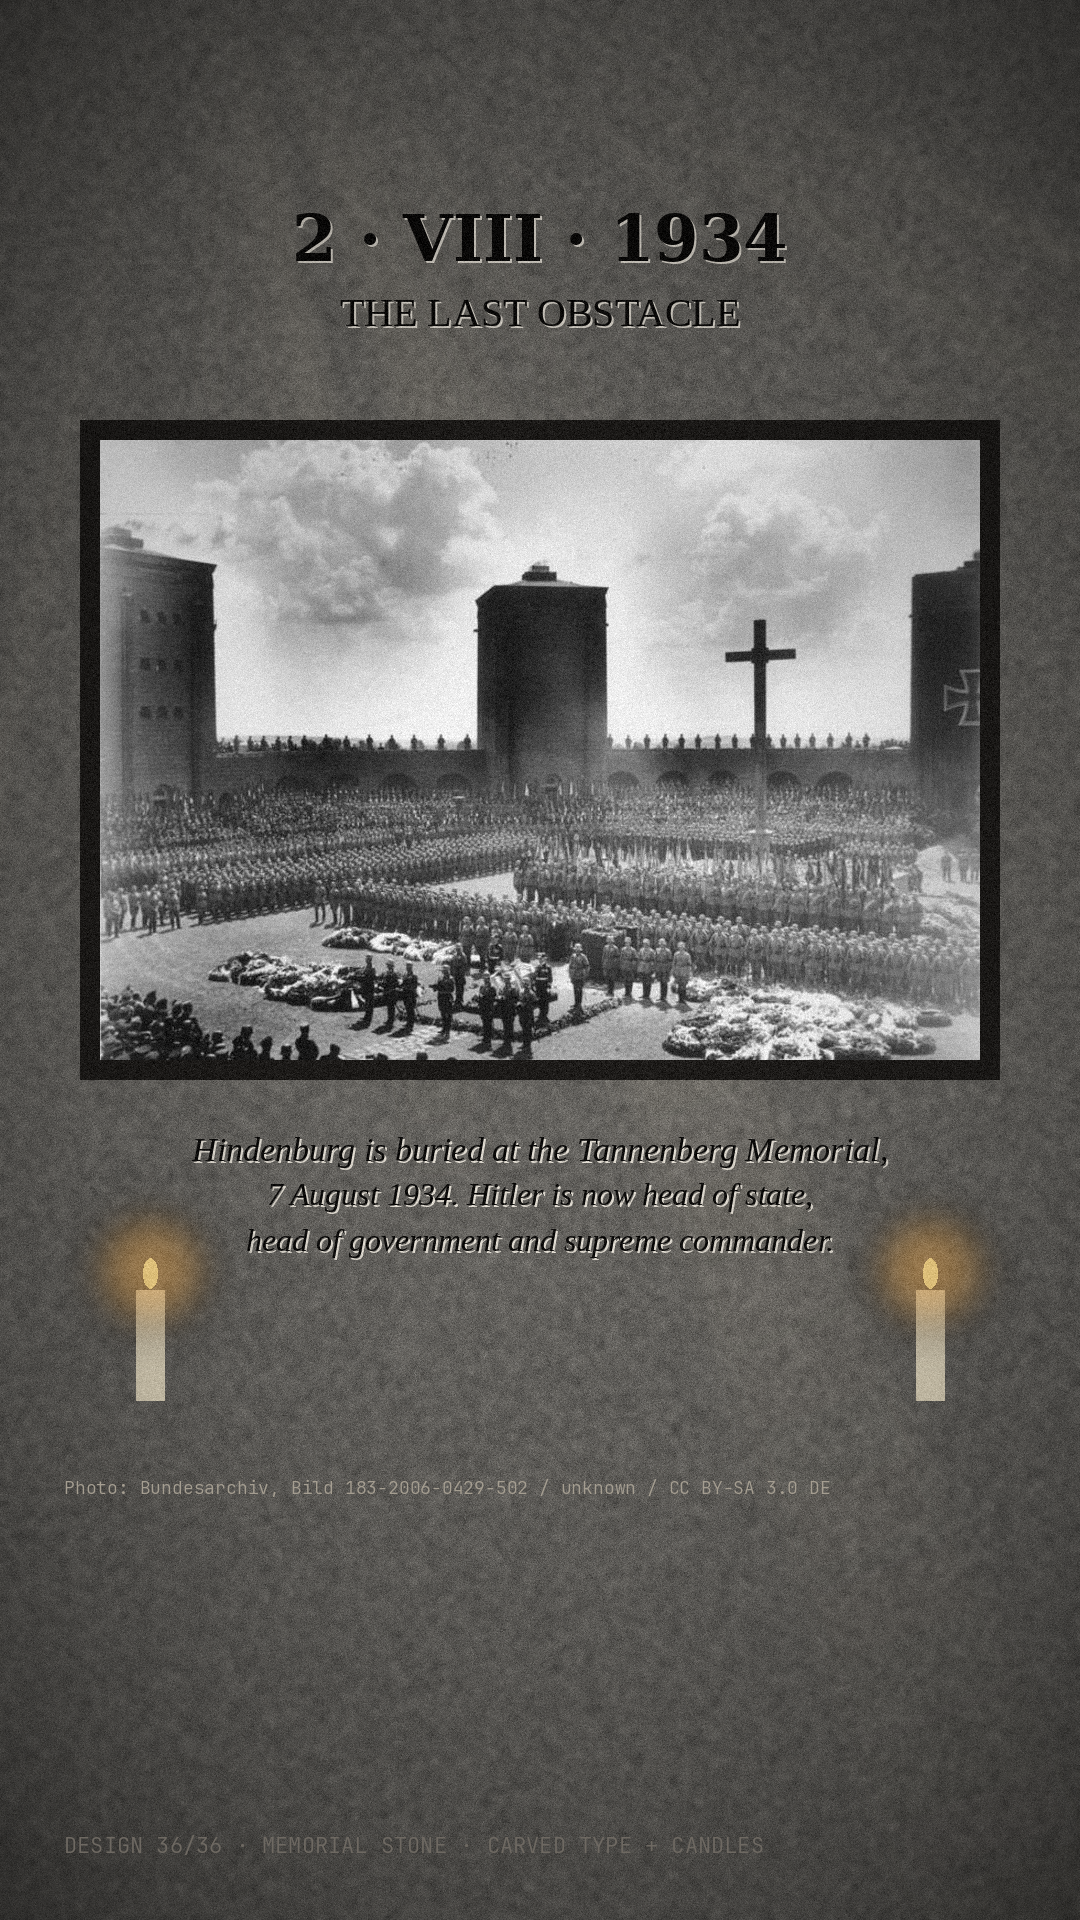 2 · VIII · 1934
THE LAST OBSTACLE
Hindenburg is buried at the Tannenberg Memorial,
7 August 1934. Hitler is now head of state,
head of government and supreme commander.
Photo: Bundesarchiv, Bild 183-2006-0429-502 / unknown / CC BY-SA 3.0 DE
DESIGN 36/36 · MEMORIAL STONE · CARVED TYPE + CANDLES